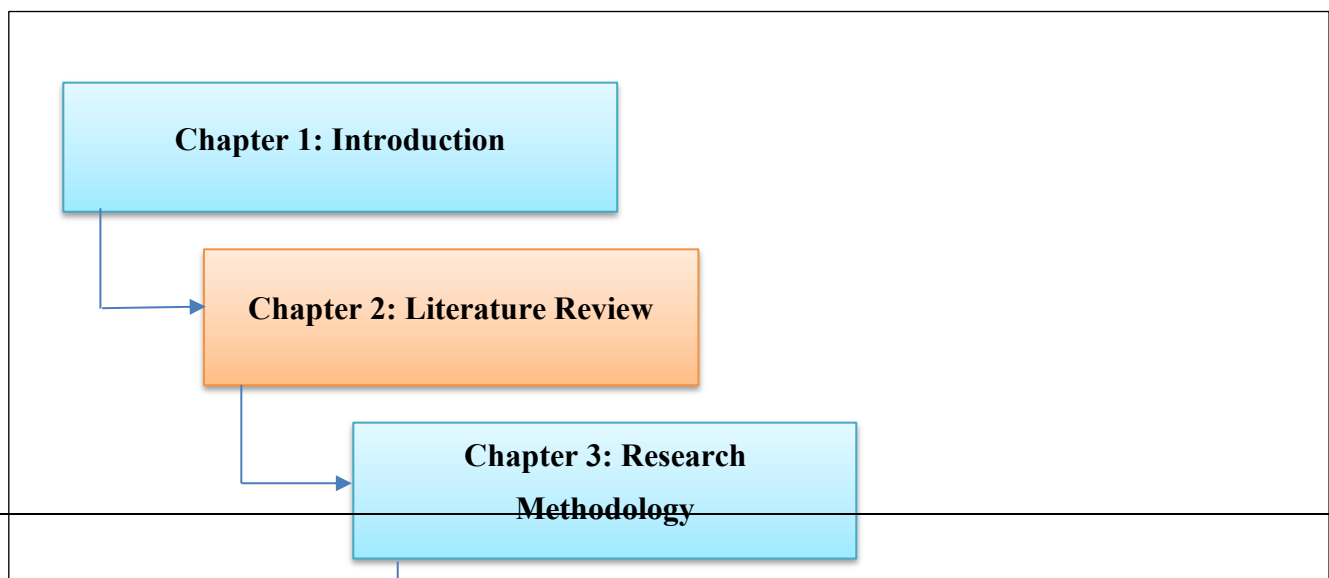 Chapter 1: Introduction
Chapter 2: Literature Review
Chapter 3: Research
Methodology